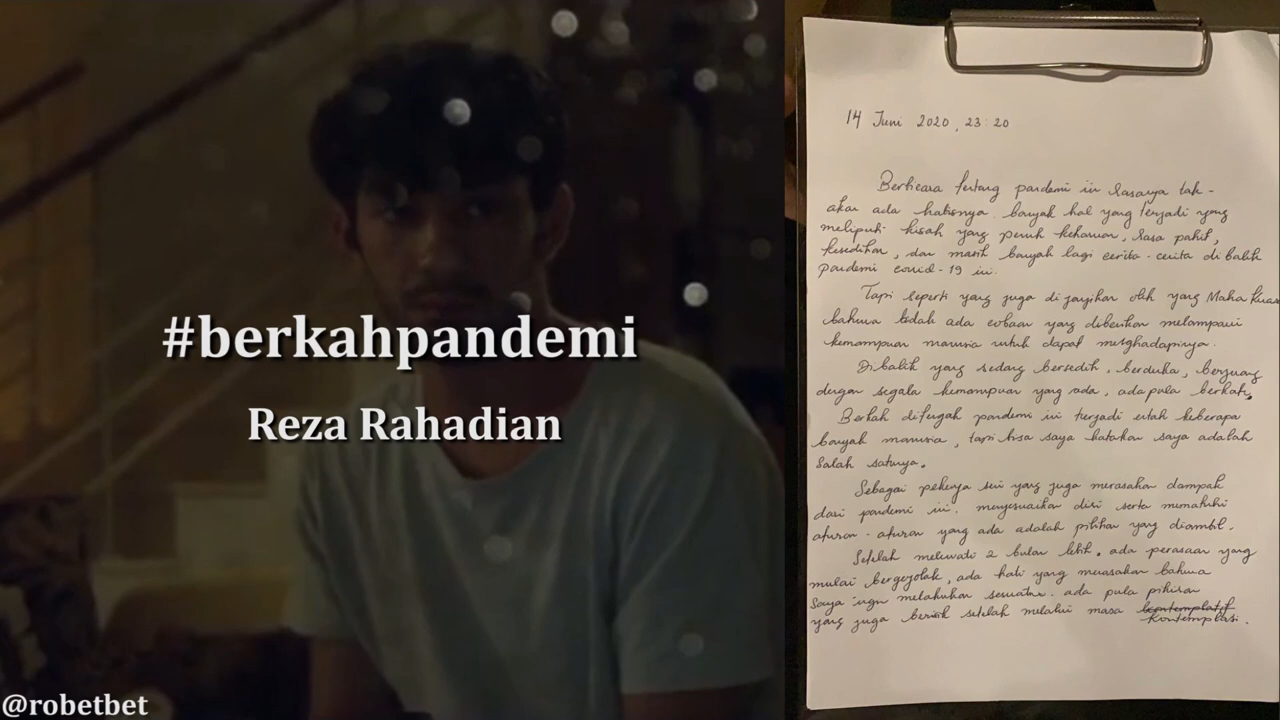 #berkahpandemi
Reza Rahadian
@robetbet
14 Juni 2020, 23:20
Berbicara tentang pandemi ini rasanya tak-
akan ada habisnya. banyak hal yang terjadi yang
meliputi kisah yang penuh keharuan, rasa pahit,
kesedihan, dan masih banyak lagi cerita-cerita di balik
pandemi covid-19 ini.
Tapi seperti yang juga di janjikan oleh yang Maha Kuasa
bahwa tidak ada cobaan yang diberikan melampaui
kemampuan manusia untuk dapat menghadapinya.
Di balik yang sedang bersedih, berduka, berjuang
dengan segala kemampuan yang ada, ada pula berkah,
Berkah ditengah pandemi ini terjadi entah keberapa
banyak manusia, tapi bisa saya katakan saya adalah
salah satunya.
Sebagai pekerja seni yang juga merasakan dampak
dari pandemi ini. menyesuaikan diri serta mematuhi
aturan-aturan yang ada adalah pilihan yang diambil.
Setelah melewati 2 bulan lebih, ada perasaan yang
mulai bergejolak, ada hati yang merasakan bahwa
saya ingin melakukan sesuatu. ada pula pikiran
yang juga berisik setelah melalui masa kontemplatif
kontemplasi.